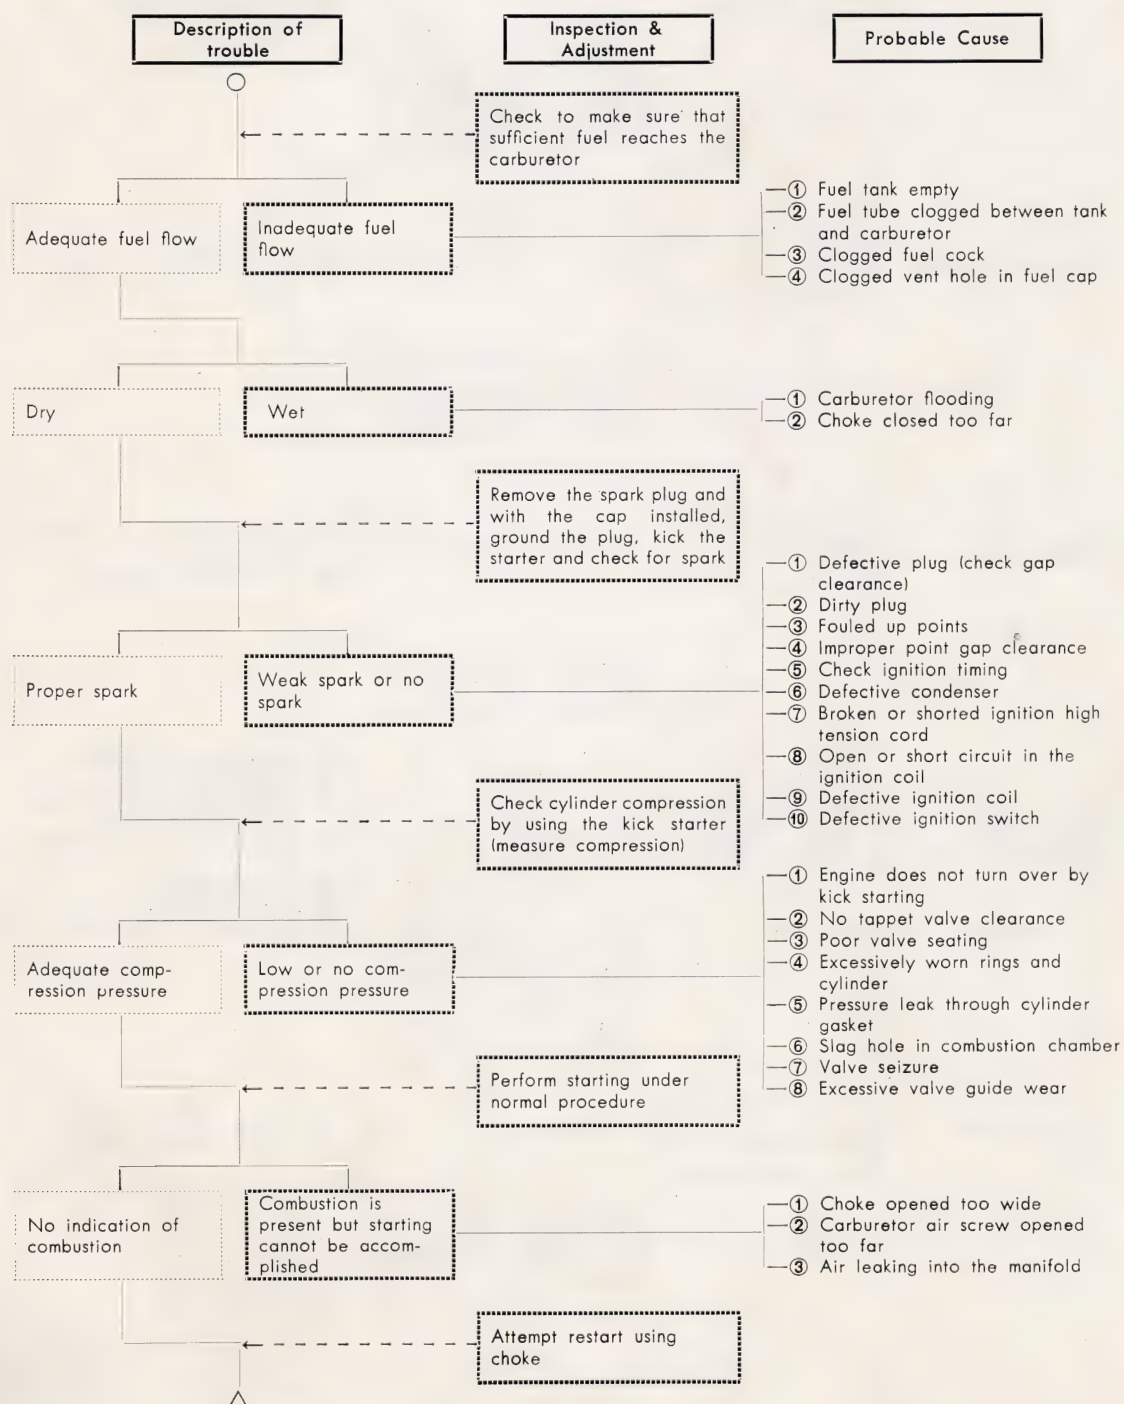 Description of
trouble
Inspection &
Adjustment
Probable Cause
Check to make sure that
sufficient fuel reaches the
carburetor
Adequate fuel flow
Inadequate fuel
flow
① Fuel tank empty
② Fuel tube clogged between tank
and carburetor
③ Clogged fuel cock
④ Clogged vent hole in fuel cap
Dry
Wet
① Carburetor flooding
② Choke closed too far
Remove the spark plug and
with the cap installed,
ground the plug, kick the
starter and check for spark
Proper spark
Weak spark or no
spark
① Defective plug (check gap
clearance)
② Dirty plug
③ Fouled up points
④ Improper point gap clearance
⑤ Check ignition timing
⑥ Defective condenser
⑦ Broken or shorted ignition high
tension cord
⑧ Open or short circuit in the
ignition coil
⑨ Defective ignition coil
⑩ Defective ignition switch
Check cylinder compression
by using the kick starter
(measure compression)
Adequate comp-
ression pressure
Low or no com-
pression pressure
① Engine does not turn over by
kick starting
② No tappet valve clearance
③ Poor valve seating
④ Excessively worn rings and
cylinder
⑤ Pressure leak through cylinder
gasket
⑥ Slag hole in combustion chamber
⑦ Valve seizure
⑧ Excessive valve guide wear
Perform starting under
normal procedure
No indication of
combustion
Combustion is
present but starting
cannot be accom-
plished
① Choke opened too wide
② Carburetor air screw opened
too far
③ Air leaking into the manifold
Attempt restart using
choke